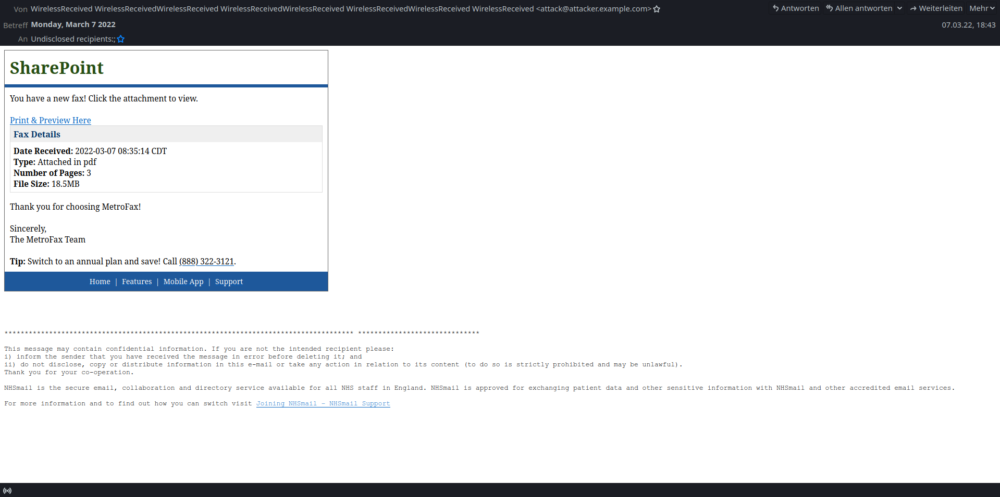 Von WirelessReceived WirelessReceivedWirelessReceived WirelessReceivedWirelessReceived WirelessReceivedWirelessReceived WirelessReceived <attack@attacker.example.com> Antworten Allen antworten Weiterleiten Mehr
Betreff Monday, March 7 2022 07.03.22, 18:43
An Undisclosed recipients:;
SharePoint
You have a new fax! Click the attachment to view.
Print & Preview Here
Fax Details
Date Received: 2022-03-07 08:35:14 CDT
Type: Attached in pdf
Number of Pages: 3
File Size: 18.5MB
Thank you for choosing MetroFax!
Sincerely,
The MetroFax Team
Tip: Switch to an annual plan and save! Call (888) 322-3121.
Home | Features | Mobile App | Support
************************************************************************************** ******************************
This message may contain confidential information. If you are not the intended recipient please:
i) inform the sender that you have received the message in error before deleting it; and
ii) do not disclose, copy or distribute information in this e-mail or take any action in relation to its content (to do so is strictly prohibited and may be unlawful).
Thank you for your co-operation.
NHSmail is the secure email, collaboration and directory service available for all NHS staff in England. NHSmail is approved for exchanging patient data and other sensitive information with NHSmail and other accredited email services.
For more information and to find out how you can switch visit Joining NHSmail – NHSmail Support